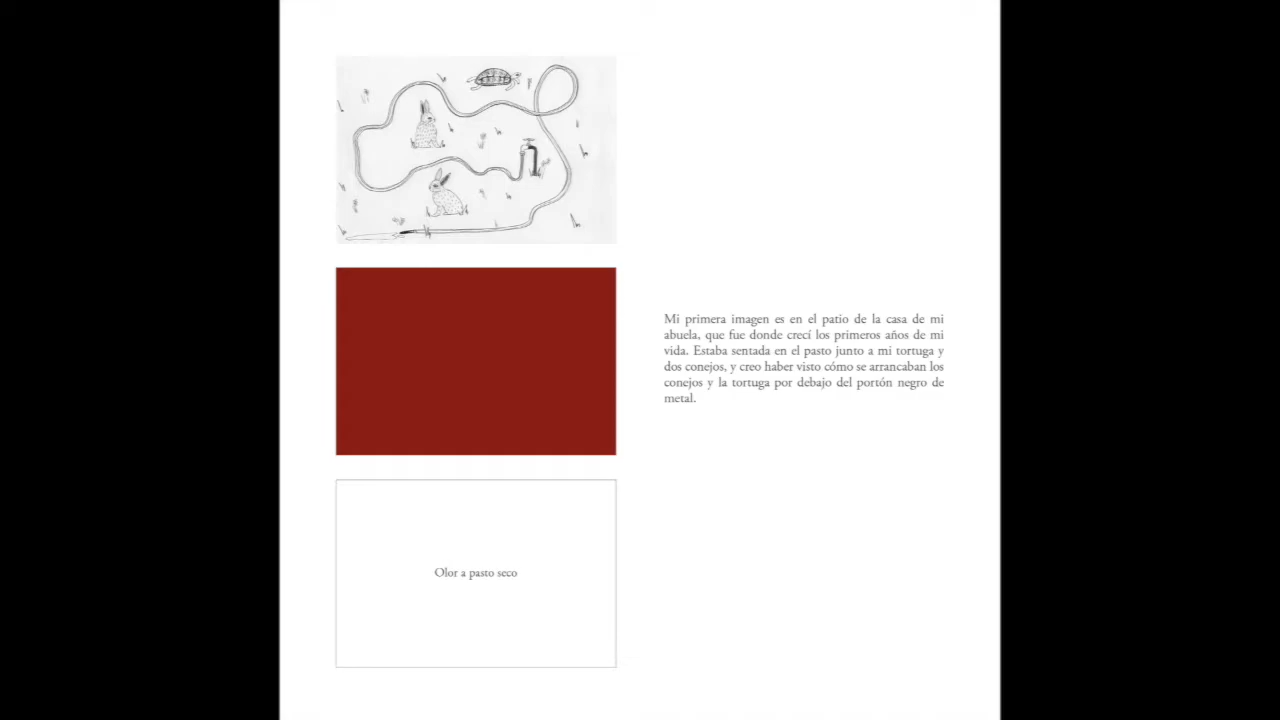 Mi primera imagen es en el patio de la casa de mi
abuela, que fue donde crecí los primeros años de mi
vida. Estaba sentada en el pasto junto a mi tortuga y
dos conejos, y creo haber visto cómo se arrancaban los
conejos y la tortuga por debajo del portón negro de
metal.
Olor a pasto seco